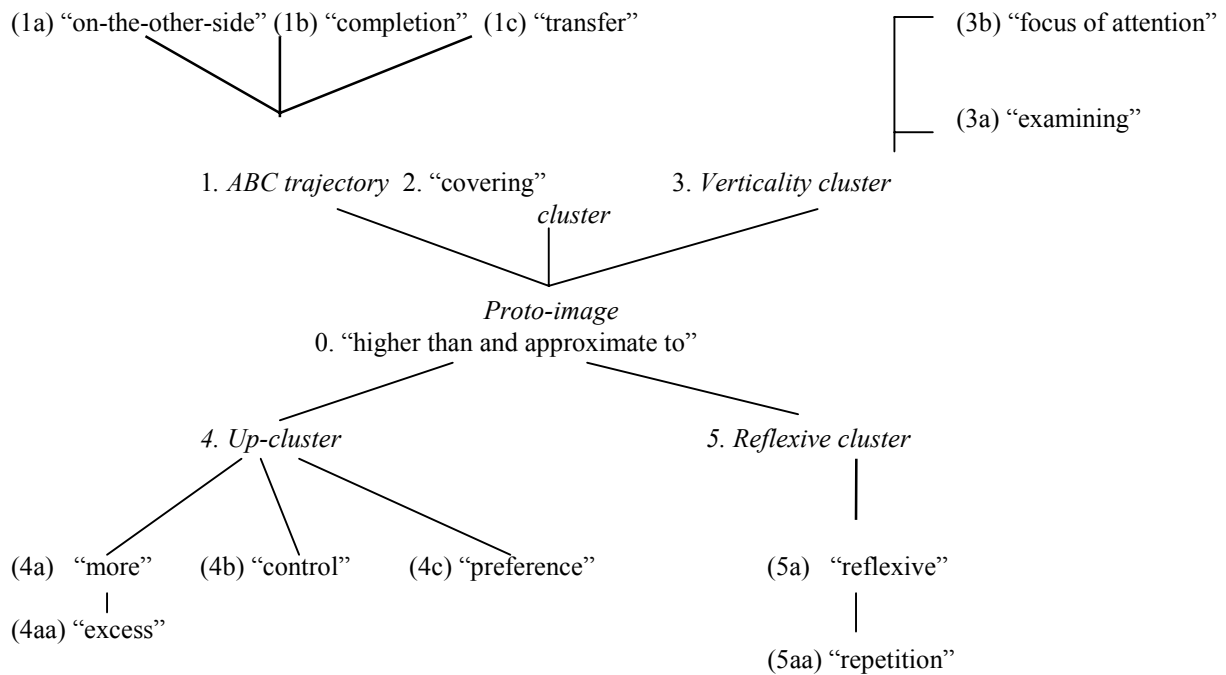 (1a) “on-the-other-side” (1b) “completion” (1c) “transfer”
(3b) “focus of attention”
(3a) “examining”
1. ABC trajectory 2. “covering”
cluster
3. Verticality cluster
Proto-image
0. “higher than and approximate to”
4. Up-cluster
5. Reflexive cluster
(4a) “more” (4b) “control” (4c) “preference” (5a) “reflexive”
(4aa) “excess”
(5aa) “repetition”